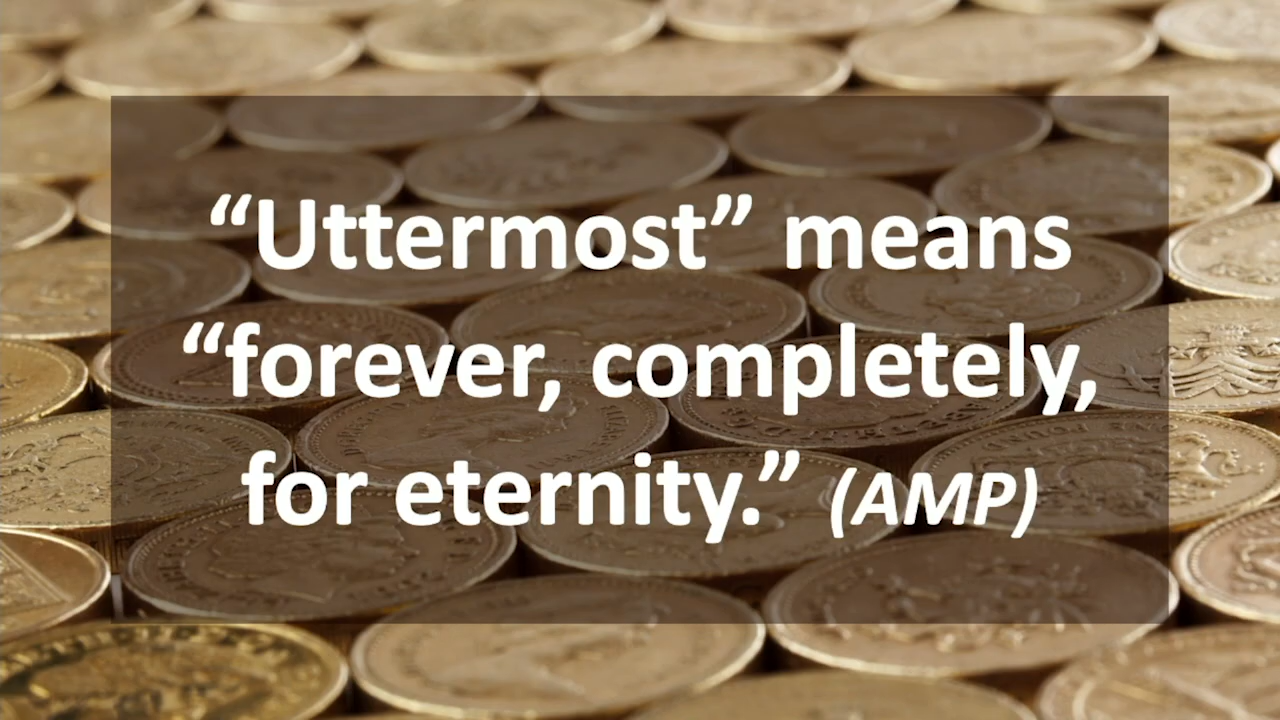 “Uttermost” means
“forever, completely,
for eternity.” (AMP)